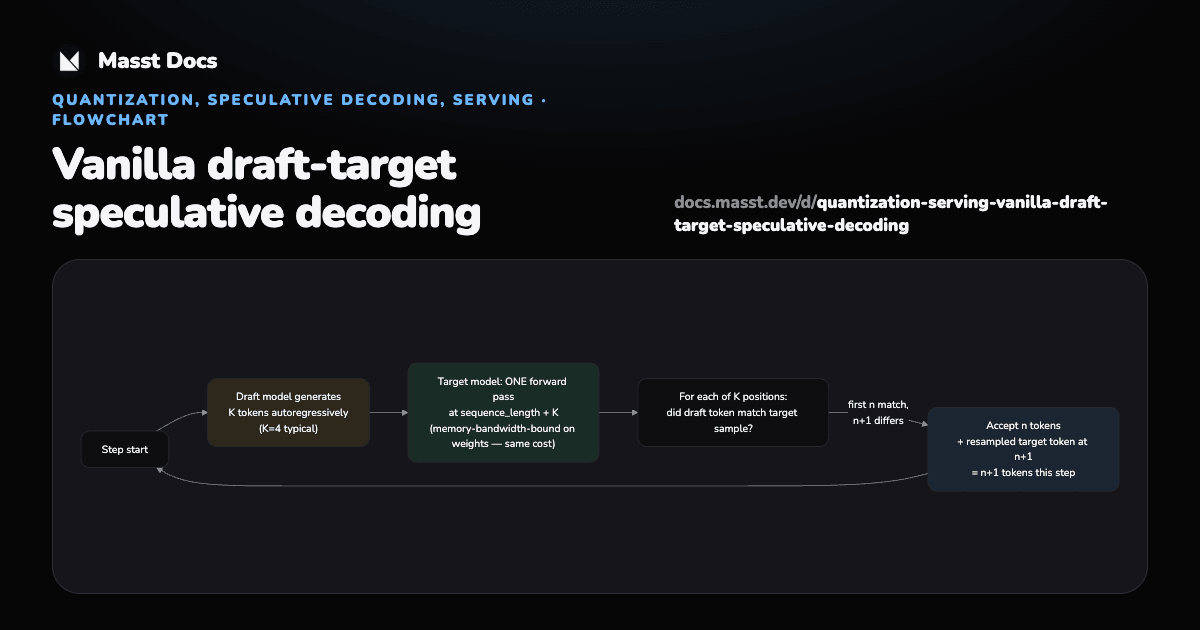 Masst Docs
QUANTIZATION, SPECULATIVE DECODING, SERVING ·
FLOWCHART
Vanilla draft-target
speculative decoding
docs.masst.dev/d/quantization-serving-vanilla-draft-
target-speculative-decoding
Step start
Draft model generates
K tokens autoregressively
(K=4 typical)
Target model: ONE forward
pass
at sequence_length + K
(memory-bandwidth-bound on
weights — same cost)
For each of K positions:
did draft token match target
sample?
first n match,
n+1 differs
Accept n tokens
+ resampled target token at
n+1
= n+1 tokens this step